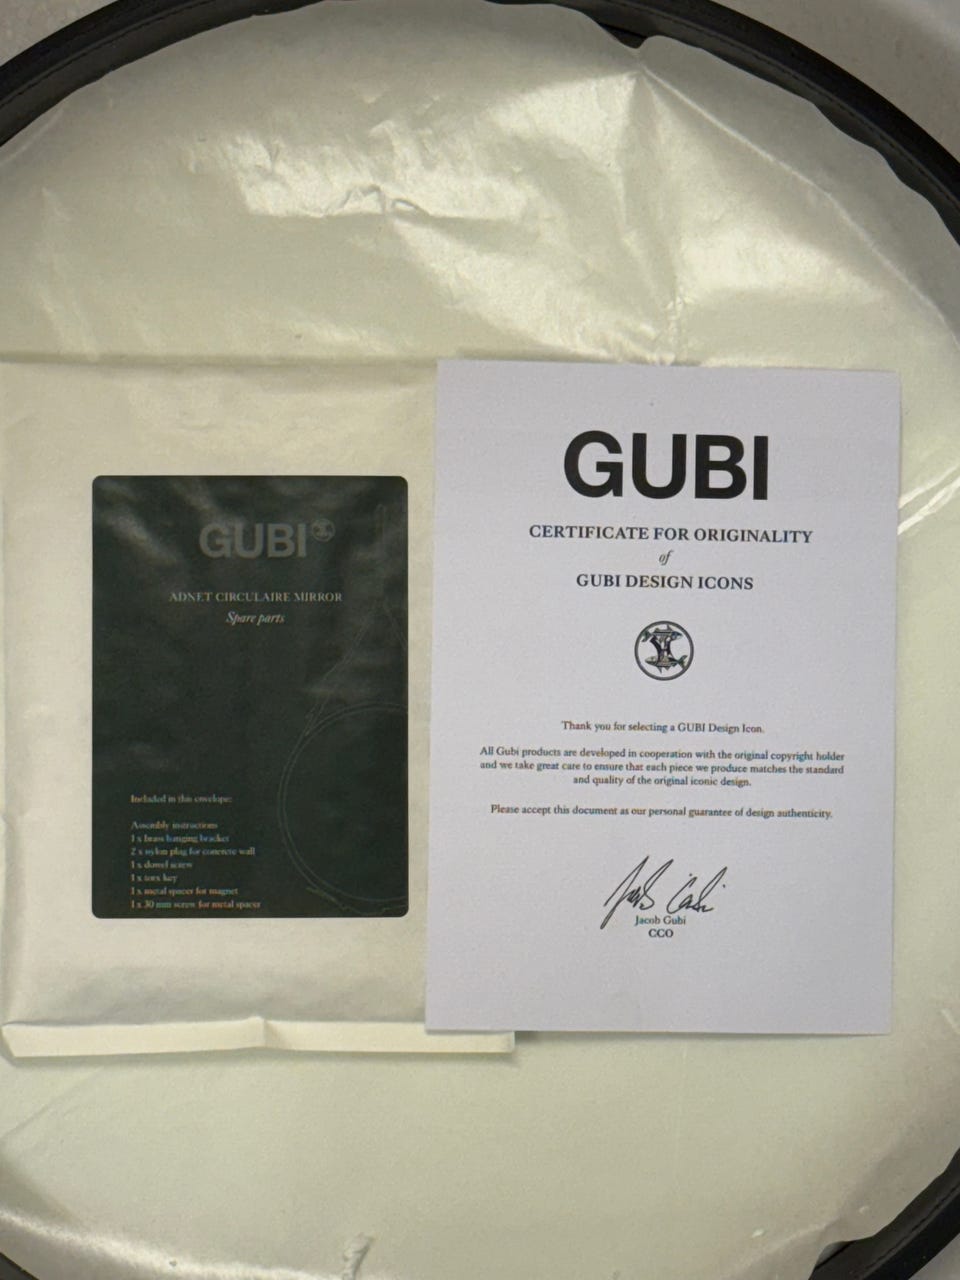 GUBI
ADNET CIRCULAIRE MIRROR
Spare parts
Included in this envelope:
Assembly instructions
1 x brass hanging bracket
2 x nylon plug for concrete wall
1 x dowel screw
1 x torx key
1 x metal spacer for magnet
1 x 30 mm screw for metal spacer
GUBI
CERTIFICATE FOR ORIGINALITY
of
GUBI DESIGN ICONS
Thank you for selecting a GUBI Design Icon.
All Gubi products are developed in cooperation with the original copyright holder
and we take great care to ensure that each piece we produce matches the standard
and quality of the original iconic design.
Please accept this document as our personal guarantee of design authenticity.
Jacob Gubi
CCO